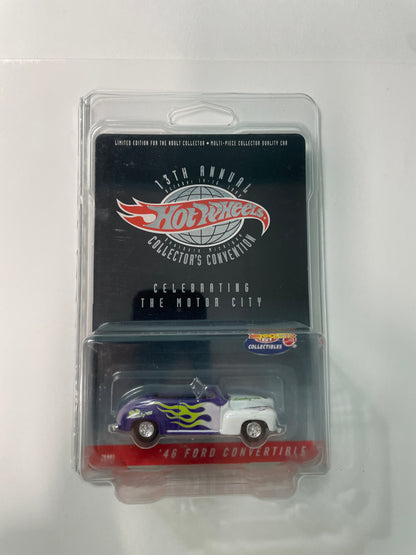 LIMITED EDITION FOR THE ADULT COLLECTOR • MULTI-PIECE COLLECTOR QUALITY CAR
13TH ANNUAL
Hot Wheels
COLLECTOR'S CONVENTION
CELEBRATING
THE MOTOR CITY
COLLECTIBLES
'46 FORD CONVERTIBLE